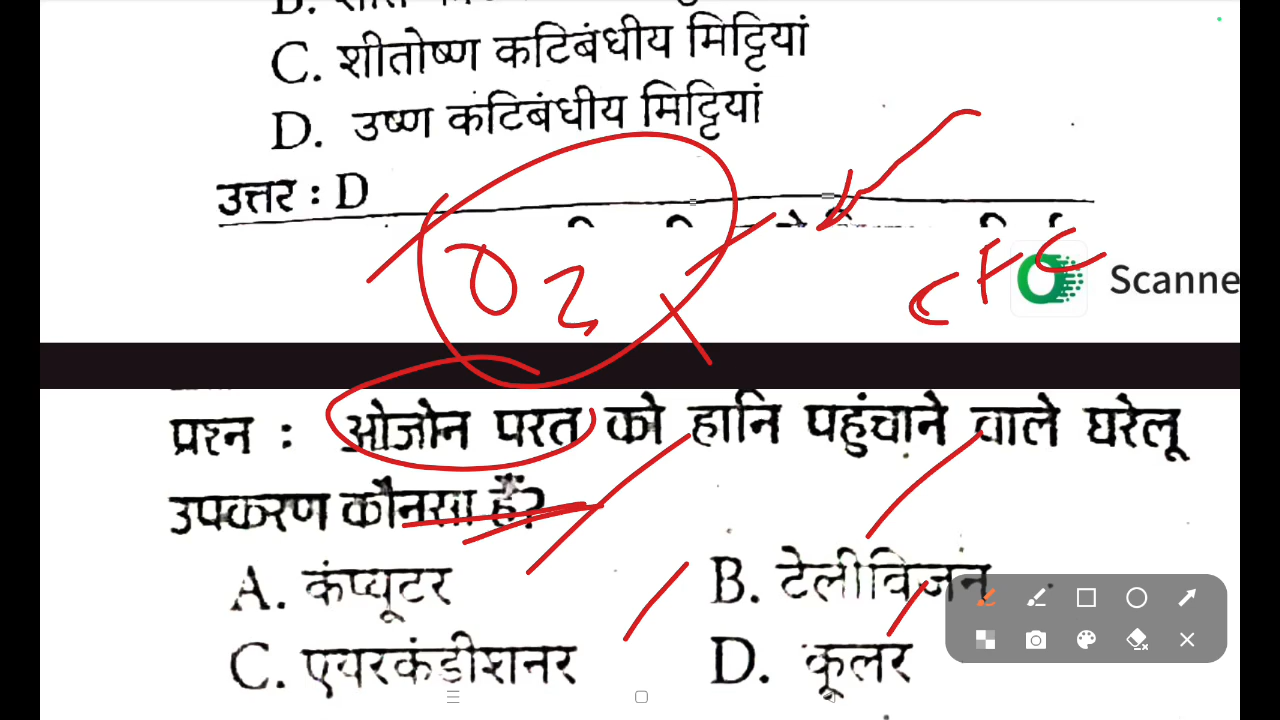 C. शीतोष्ण कटिबंधीय मिट्टियां
D. उष्ण कटिबंधीय मिट्टियां
उत्तर : D
O3
CFC
Scanne
प्रश्न : ओजोन परत को हानि पहुंचाने वाले घरेलू
उपकरण कौनसा हैं?
A. कंप्यूटर
B. टेलीविजन
C. एयरकंडीशनर
D. कूलर